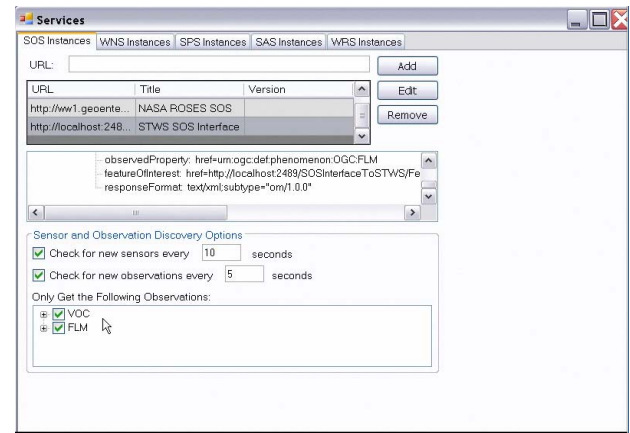 Services
SOS Instances WNS Instances SPS Instances SAS Instances WRS Instances
URL: Add
URL Title Version Edit
http://ww1.geoente... NASA ROSES SOS
Remove
http://localhost:248... STWS SOS Interface
observedProperty: href=urn:ogc:def:phenomenon:OGC:FLM
featureOfInterest: href=http://localhost:2489/SOSInterfaceToSTWS/Fe
responseFormat: text/xml;subtype="om/1.0.0"
Sensor and Observation Discovery Options
Check for new sensors every 10 seconds
Check for new observations every 5 seconds
Only Get the Following Observations:
VOC
FLM